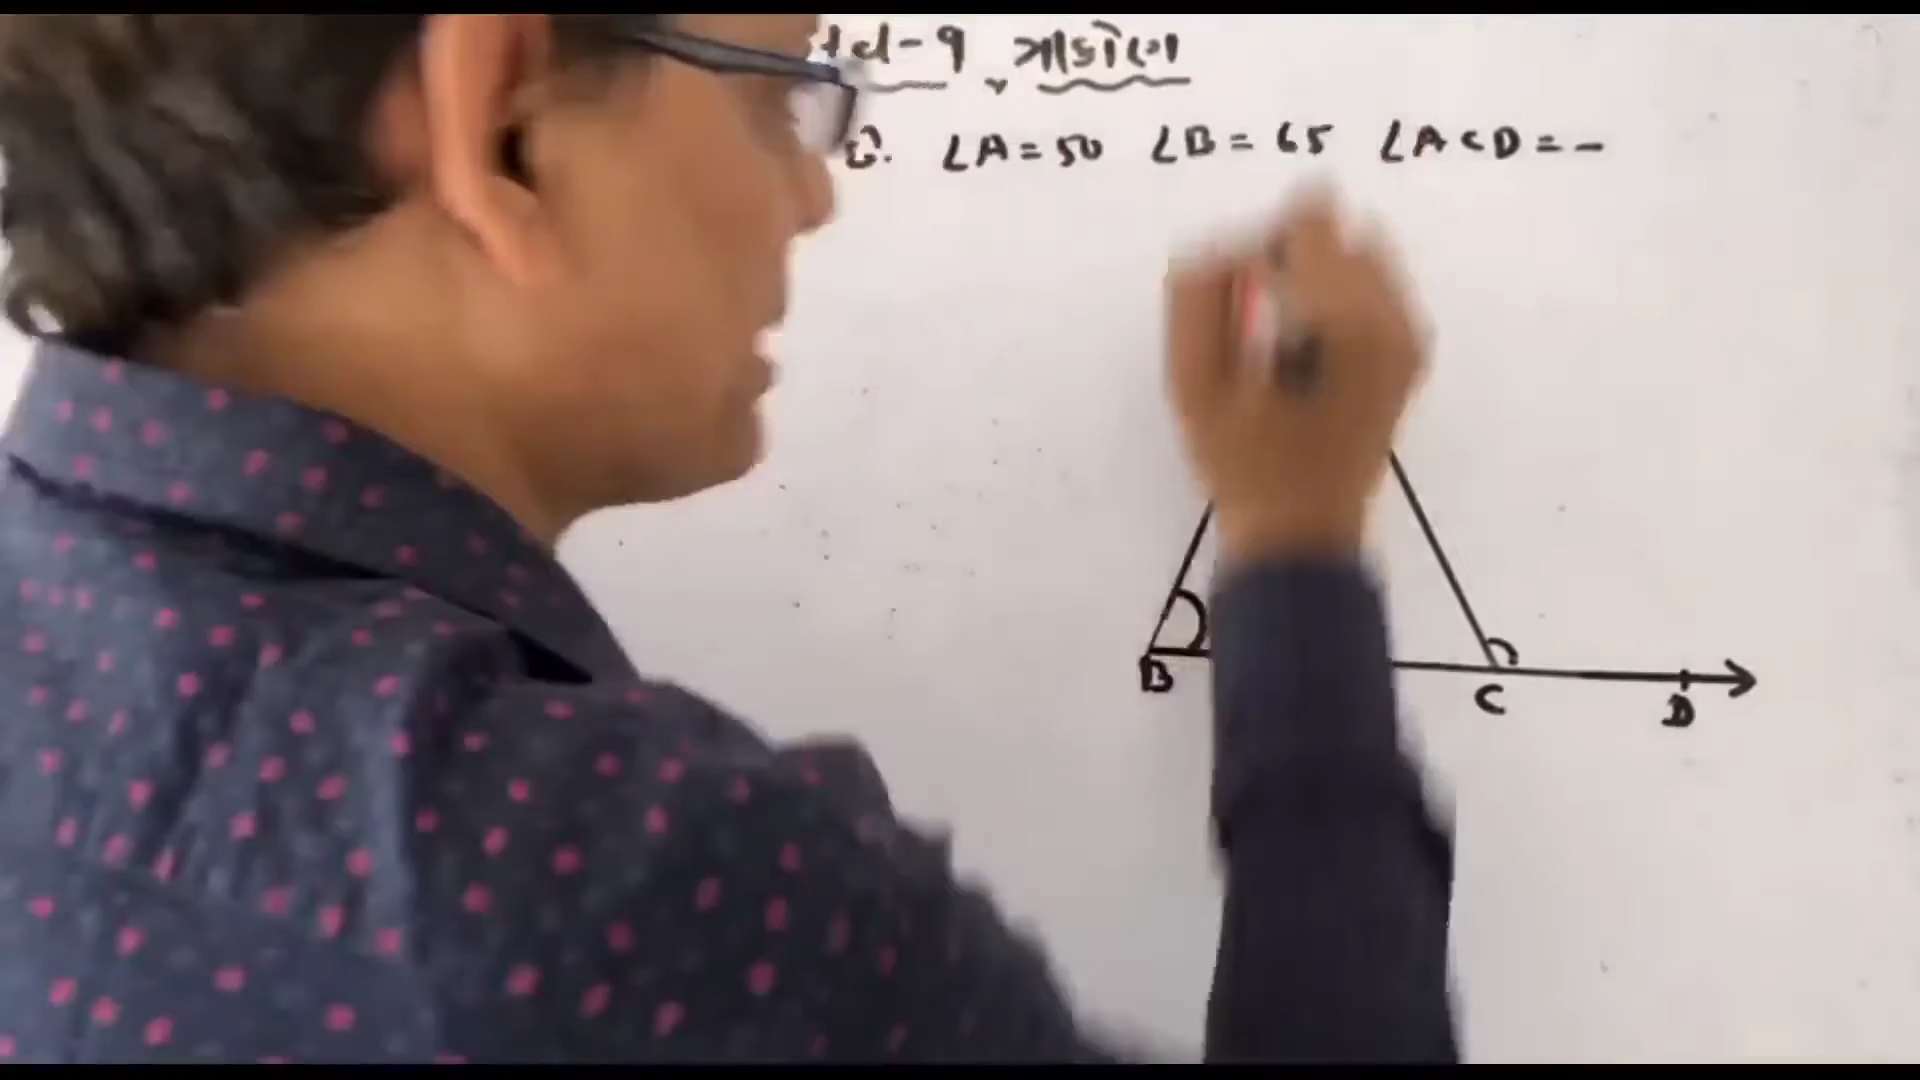 ∠A = 50 ∠B = 65 ∠ACD = –
B
C
D